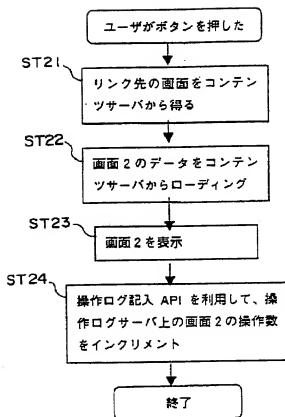 ユーザがボタンを押した
ST21
リンク先の画面をコンテン
ツサーバから得る
ST22
画面2のデータをコンテン
ツサーバからローディング
ST23
画面2を表示
ST24
操作ログ記入 API を利用して、操
作ログサーバ上の画面2の操作数
をインクリメント
終了